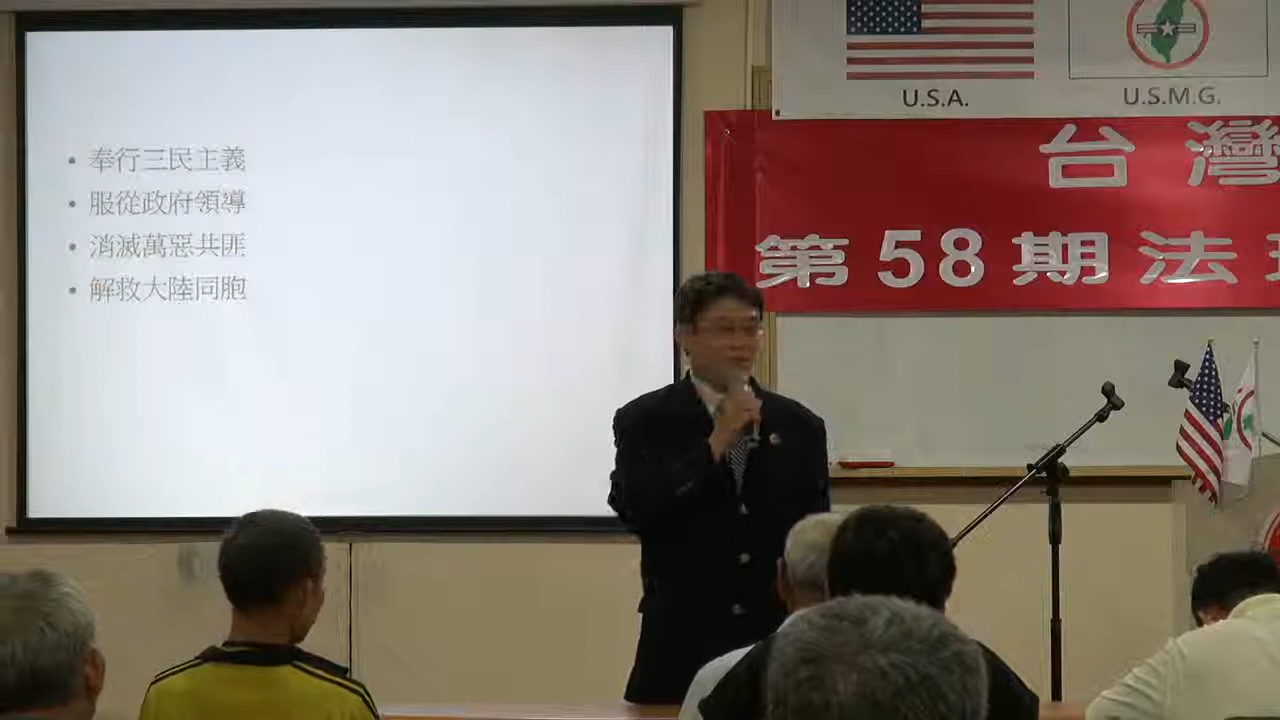 奉行三民主義
服從政府領導
消滅萬惡共匪
解救大陸同胞
U.S.A.
U.S.M.G.
台灣
第58期法